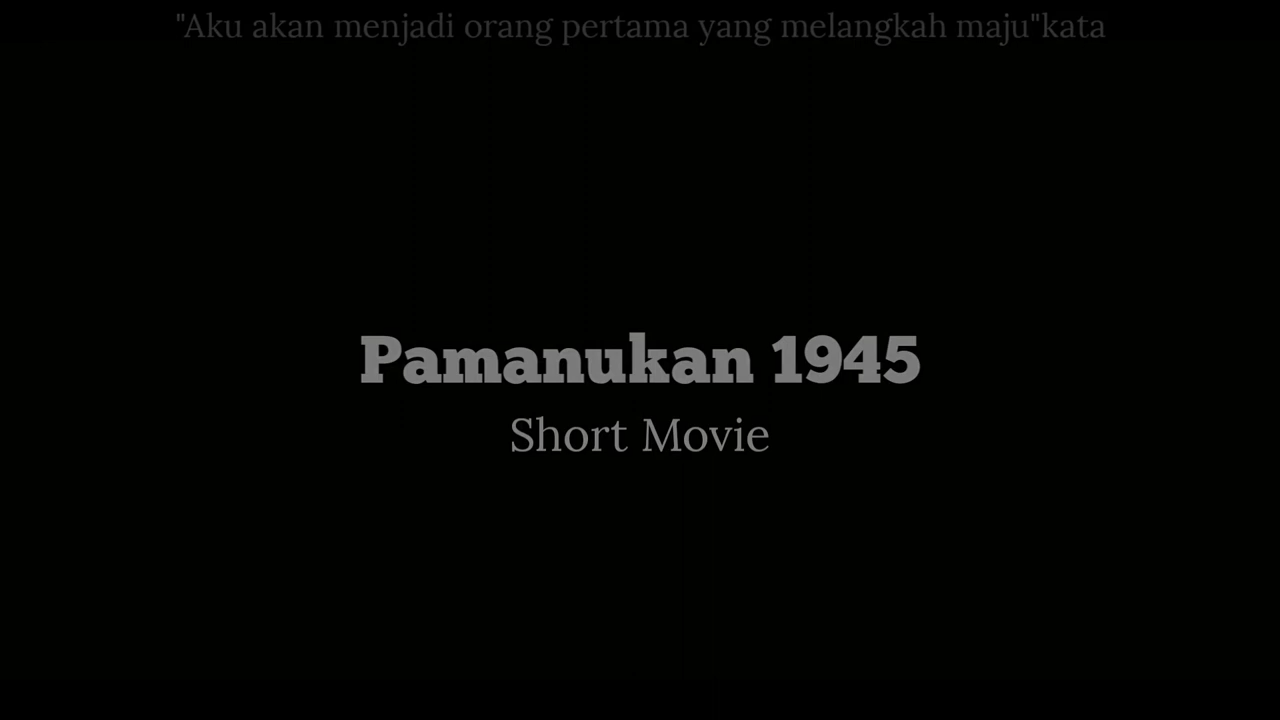 "Aku akan menjadi orang pertama yang melangkah maju"kata
Pamanukan 1945
Short Movie